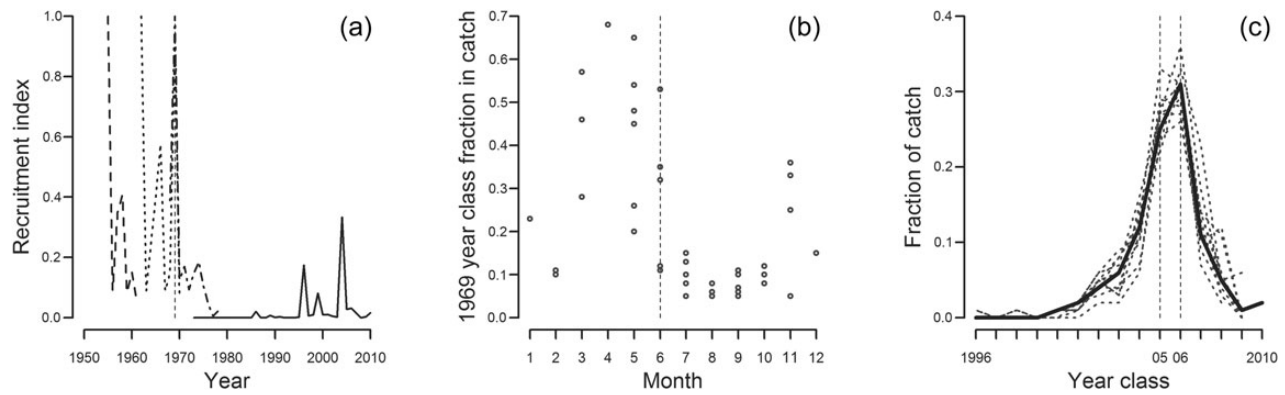 (a)
Recruitment index
1.0
0.8
0.6
0.4
0.2
0.0
1950 1960 1970 1980 1990 2000 2010
Year
(b)
1969 year class fraction in catch
0.7
0.6
0.5
0.4
0.3
0.2
0.1
0.0
1 2 3 4 5 6 7 8 9 10 11 12
Month
(c)
Fraction of catch
0.4
0.3
0.2
0.1
0.0
1996 05 06 2010
Year class